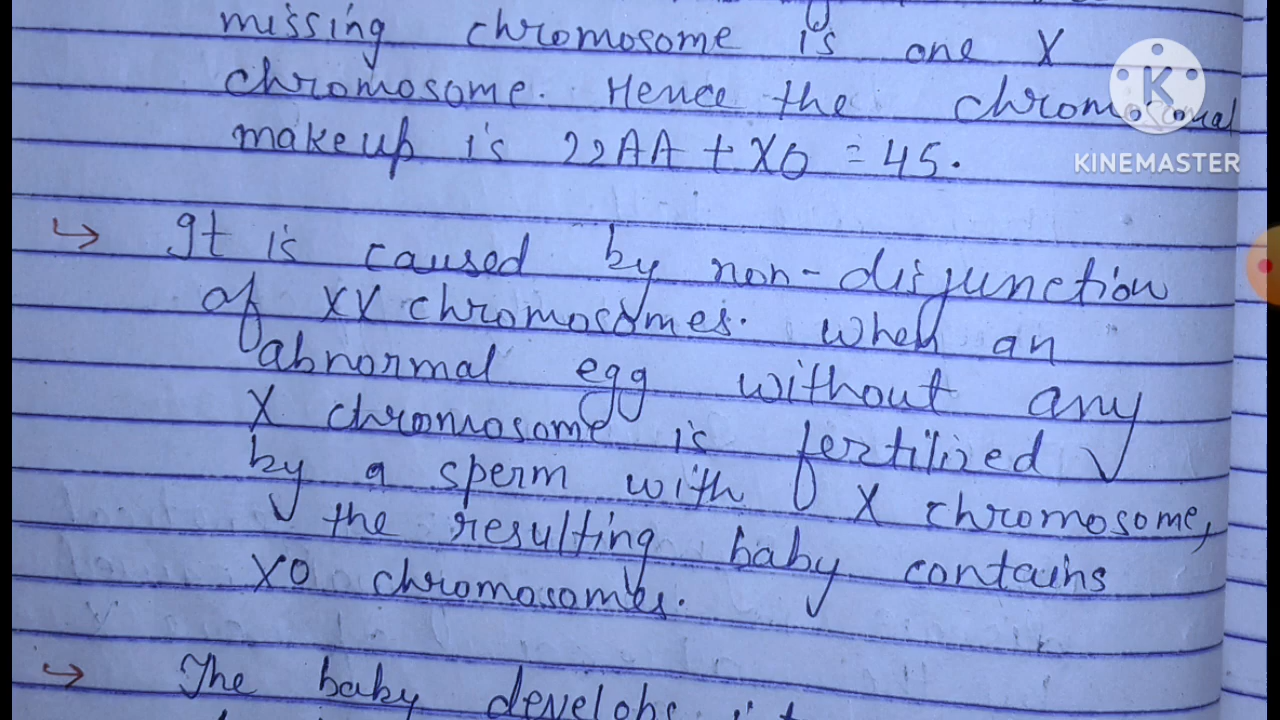 missing chromosome is one X
chromosome. Hence the chromosomal
makeup is 22AA + XO = 45.
KINEMASTER
→ It is caused by non-disjunction
of XX chromosomes. When an
abnormal egg without any
X chromosome is fertilized
by a sperm with X chromosome,
the resulting baby contains
XO chromosomes.
→ The baby develops